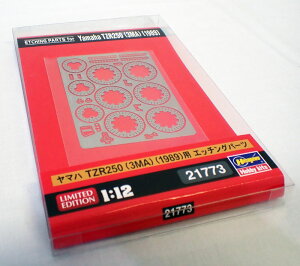 ETCHING PARTS for Yamaha TZR250 (3MA) (1989)
ヤマハ TZR250 (3MA) (1989)用 エッチングパーツ
LIMITED EDITION
1:12
21773
Hasegawa
Hobby kits
21773